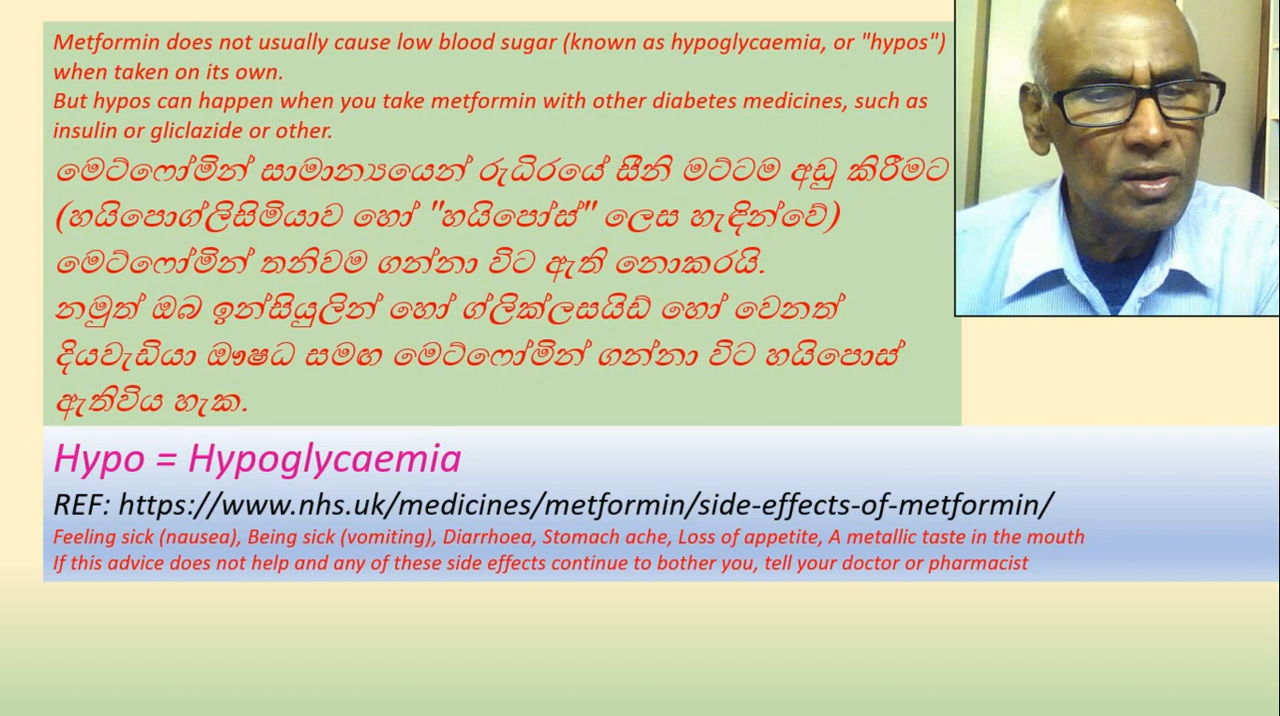 Metformin does not usually cause low blood sugar (known as hypoglycaemia, or "hypos")
when taken on its own.
But hypos can happen when you take metformin with other diabetes medicines, such as
insulin or gliclazide or other.
මෙට්ෆෝමින් සාමාන්‍යයෙන් රුධිරයේ සීනි මට්ටම අඩු කිරීමට
(හයිපොග්ලිසිමියාව හෝ "හයිපෝස්" ලෙස හැඳින්වේ)
මෙට්ෆෝමින් තනිවම ගන්නා විට ඇති නොකරයි.
නමුත් ඔබ ඉන්සියුලින් හෝ ග්ලික්ලසයිඩ් හෝ වෙනත්
දියවැඩියා ඖෂධ සමඟ මෙට්ෆෝමින් ගන්නා විට හයිපොස්
ඇතිවිය හැක.
Hypo = Hypoglycaemia
REF: https://www.nhs.uk/medicines/metformin/side-effects-of-metformin/
Feeling sick (nausea), Being sick (vomiting), Diarrhoea, Stomach ache, Loss of appetite, A metallic taste in the mouth
If this advice does not help and any of these side effects continue to bother you, tell your doctor or pharmacist